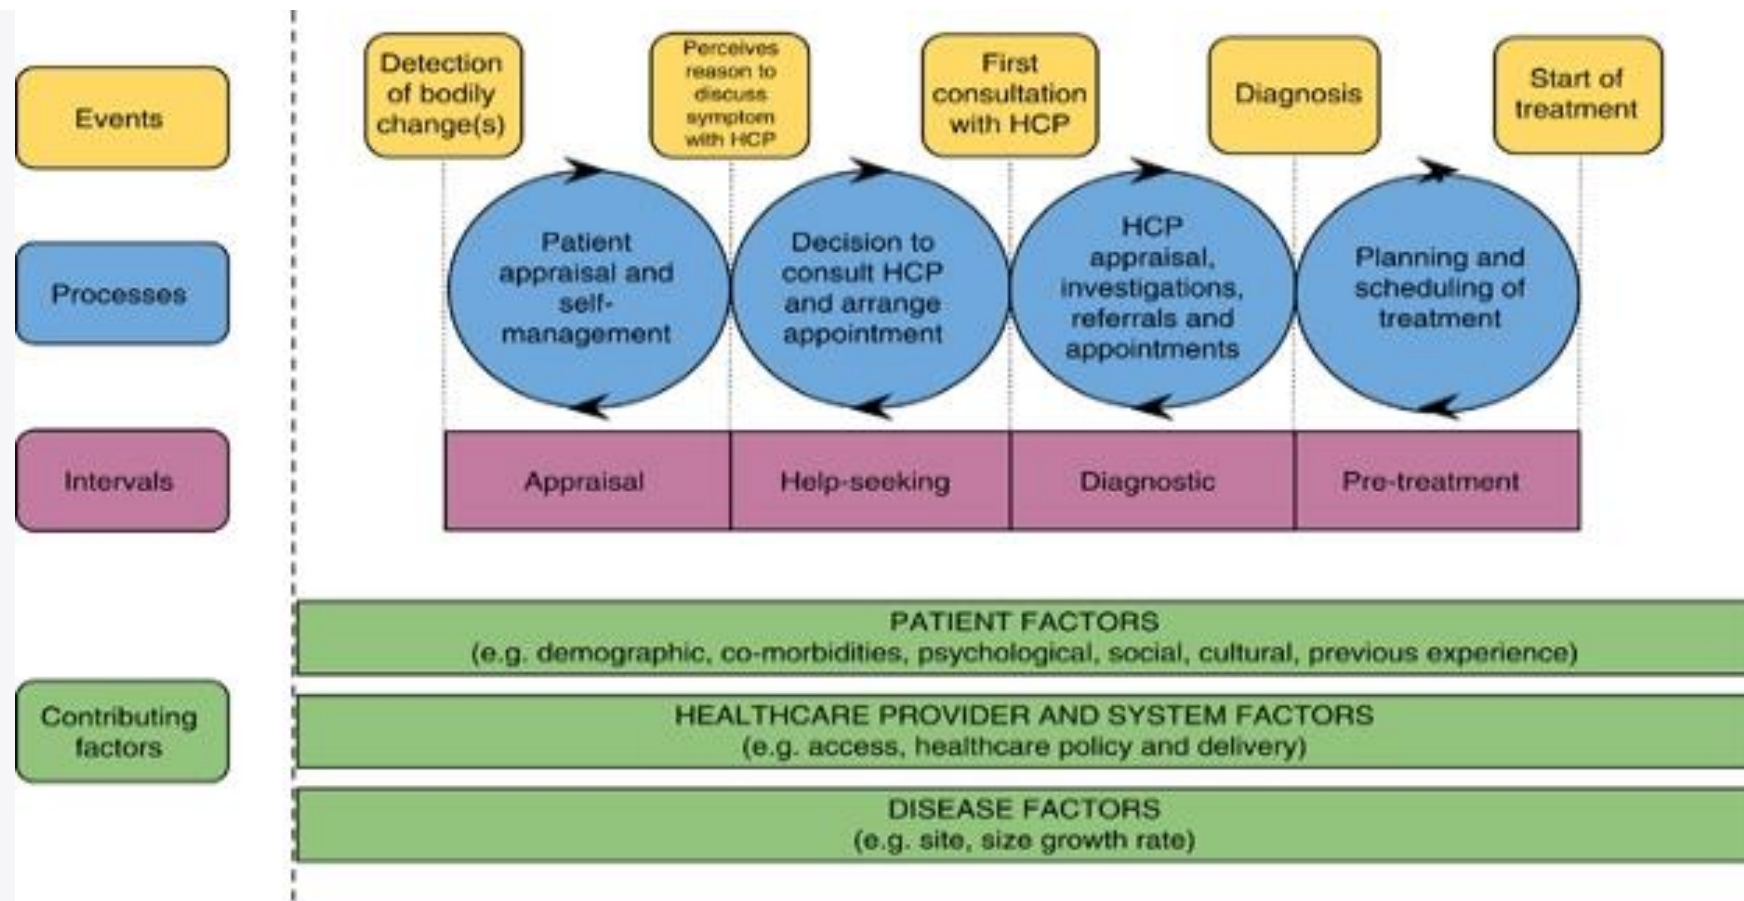 Events
Detection
of bodily
change(s)
Perceives
reason to
discuss
symptom
with HCP
First
consultation
with HCP
Diagnosis
Start of
treatment
Processes
Patient
appraisal and
self-
management
Decision to
consult HCP
and arrange
appointment
HCP
appraisal,
investigations,
referrals and
appointments
Planning and
scheduling of
treatment
Intervals
Appraisal
Help-seeking
Diagnostic
Pre-treatment
Contributing
factors
PATIENT FACTORS
(e.g. demographic, co-morbidities, psychological, social, cultural, previous experience)
HEALTHCARE PROVIDER AND SYSTEM FACTORS
(e.g. access, healthcare policy and delivery)
DISEASE FACTORS
(e.g. site, size growth rate)